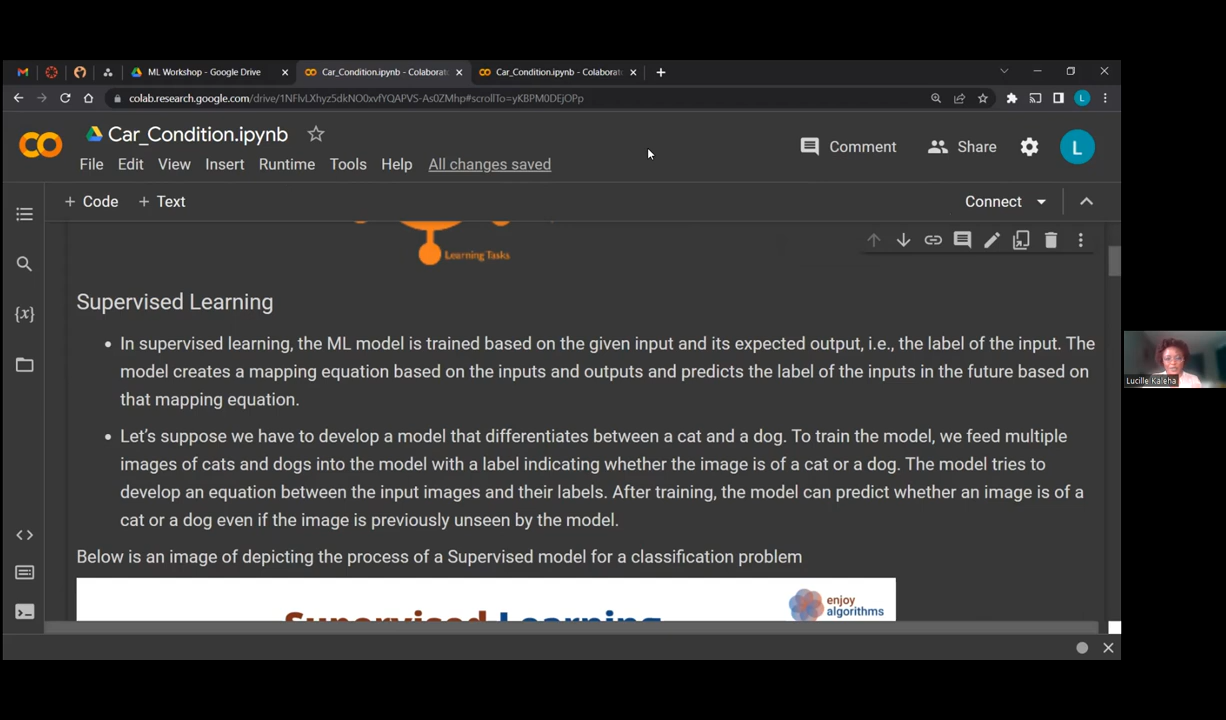 ML Workshop - Google Drive
Car_Condition.ipynb - Colaborat
Car_Condition.ipynb - Colaborat
colab.research.google.com/drive/1NFlvLXhyz5dkNO0xvfYQAPVS-As0ZMhp#scrollTo=yKBPM0DEjOPp
L
Car_Condition.ipynb
File Edit View Insert Runtime Tools Help All changes saved
Comment Share L
+ Code + Text
Connect
Learning Tasks
Supervised Learning
• In supervised learning, the ML model is trained based on the given input and its expected output, i.e., the label of the input. The
model creates a mapping equation based on the inputs and outputs and predicts the label of the inputs in the future based on
that mapping equation.
• Let's suppose we have to develop a model that differentiates between a cat and a dog. To train the model, we feed multiple
images of cats and dogs into the model with a label indicating whether the image is of a cat or a dog. The model tries to
develop an equation between the input images and their labels. After training, the model can predict whether an image is of a
cat or a dog even if the image is previously unseen by the model.
Below is an image of depicting the process of a Supervised model for a classification problem
enjoy
algorithms
Supervised Learning
Lucille Kaleha